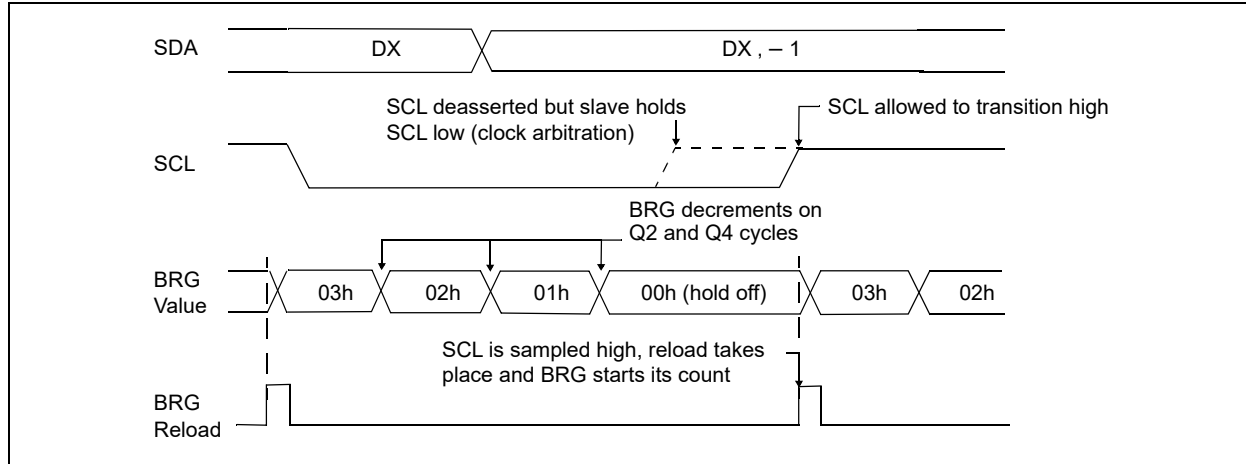 SDA
DX
DX , – 1
SCL deasserted but slave holds
SCL low (clock arbitration)
SCL allowed to transition high
SCL
BRG decrements on
Q2 and Q4 cycles
BRG
Value
03h
02h
01h
00h (hold off)
03h
02h
SCL is sampled high, reload takes
place and BRG starts its count
BRG
Reload